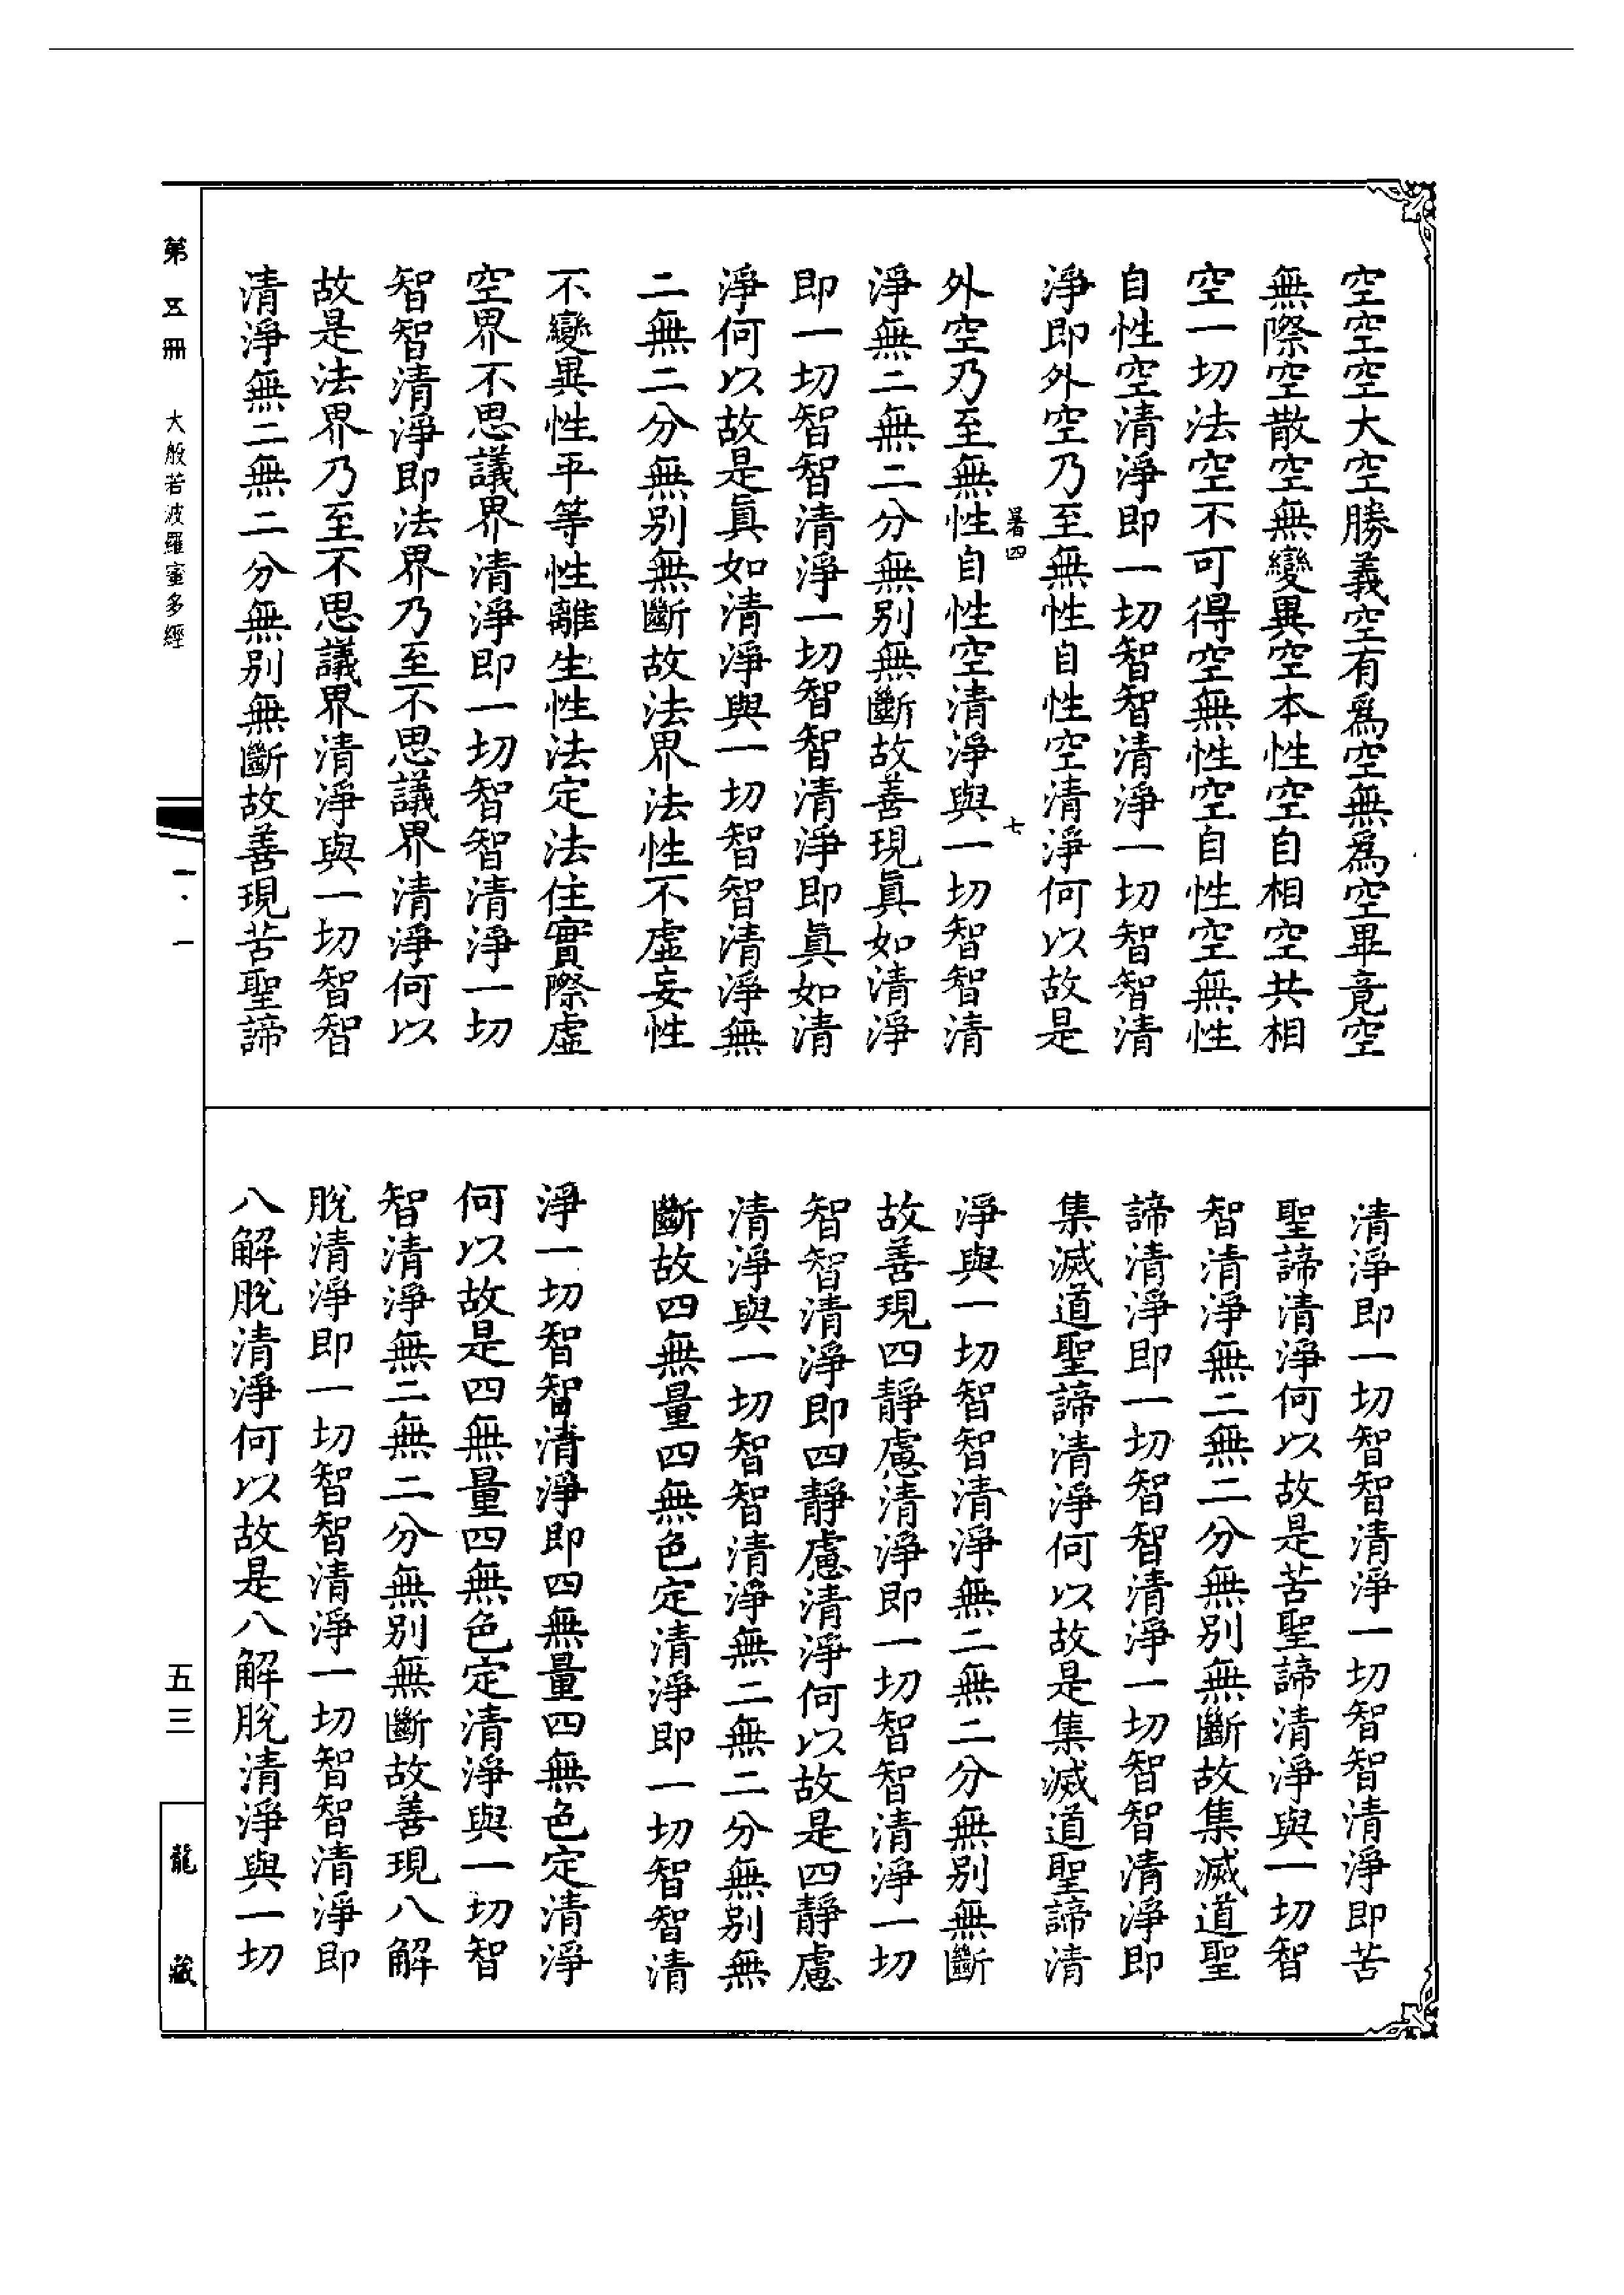 空空空大空勝義空有爲空無爲空畢竟空
無際空散空無變異空本性空自相空共相
空一切法空不可得空無性空自性空無性
自性空清淨即一切智智清淨一切智智清
淨即外空乃至無性自性空清淨何以故是
暑四 七
外空乃至無性自性空清淨與一切智智清
淨無二無二分無別無斷故善現眞如清淨
即一切智智清淨一切智智清淨即眞如清
淨何以故是眞如清淨與一切智智清淨無
二無二分無別無斷故法界法性不虛妄性
不變異性平等性離生性法定法住實際虛
空界不思議界清淨即一切智智清淨一切
智智清淨即法界乃至不思議界清淨何以
故是法界乃至不思議界清淨與一切智智
清淨無二無二分無別無斷故善現苦聖諦
清淨即一切智智清淨一切智智清淨即苦
聖諦清淨何以故是苦聖諦清淨與一切智
智清淨無二無二分無別無斷故集滅道聖
諦清淨即一切智智清淨一切智智清淨即
集滅道聖諦清淨何以故是集滅道聖諦清
淨與一切智智清淨無二無二分無別無斷
故善現四靜慮清淨即一切智智清淨一切
智智清淨即四靜慮清淨何以故是四靜慮
清淨與一切智智清淨無二無二分無別無
斷故四無量四無色定清淨即一切智智清
淨一切智智清淨即四無量四無色定清淨
何以故是四無量四無色定清淨與一切智
智清淨無二無二分無別無斷故善現八解
脫清淨即一切智智清淨一切智智清淨即
八解脫清淨何以故是八解脫清淨與一切
第五冊 大般若波羅蜜多經 一·一 五三 龍藏